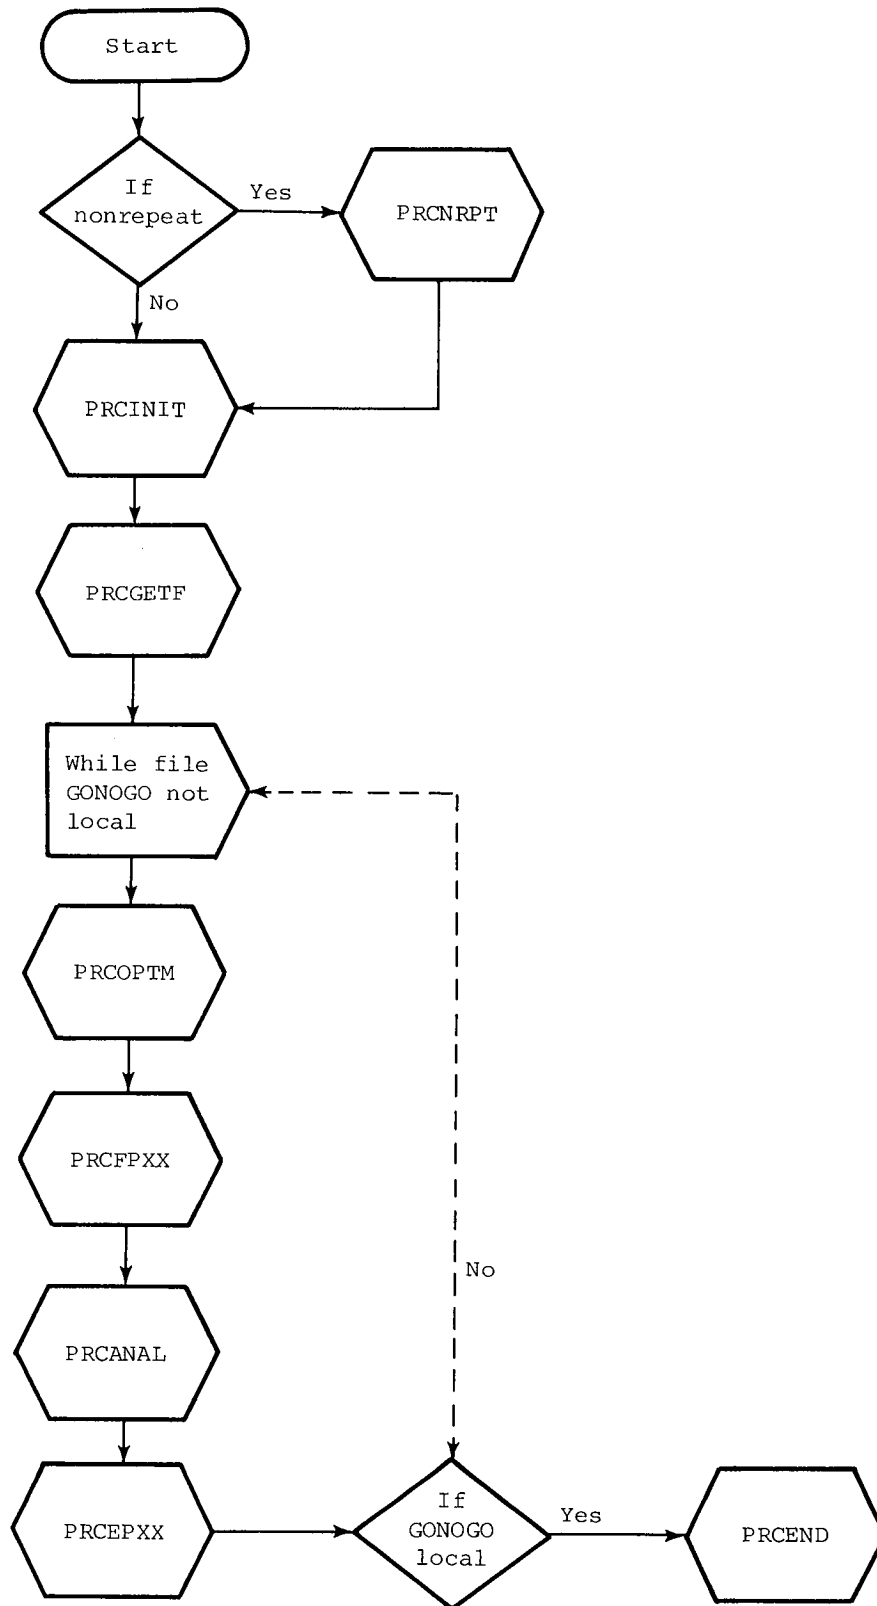 Start
If
nonrepeat
Yes
PRCNRPT
No
PRCINIT
PRCGETF
While file
GONOGO not
local
PRCOPTM
PRCFPXX
No
PRCANAL
PRCEPXX
If
GONOGO
local
Yes
PRCEND